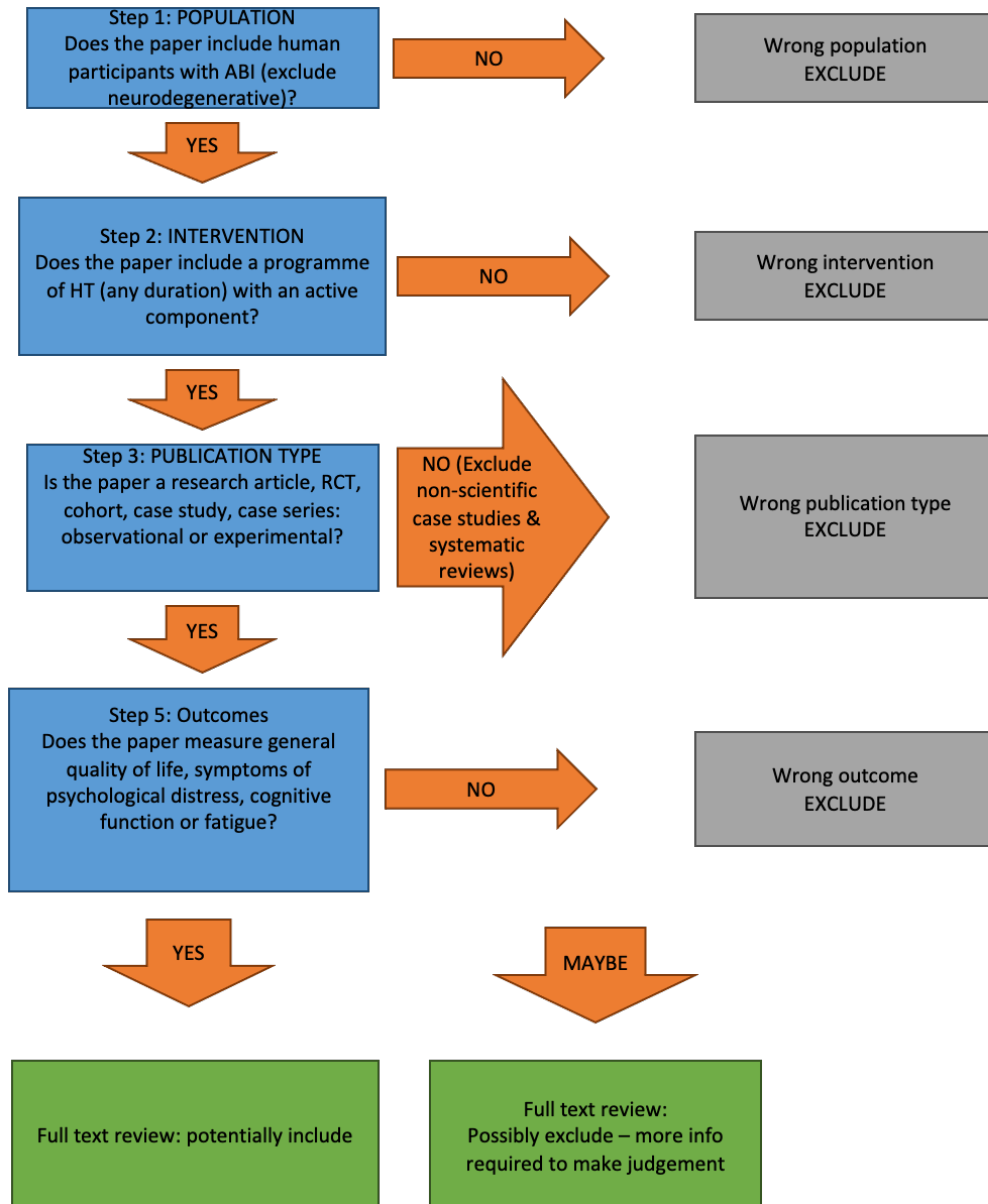 Step 1: POPULATION
Does the paper include human
participants with ABI (exclude
neurodegenerative)?
NO
Wrong population
EXCLUDE
YES
Step 2: INTERVENTION
Does the paper include a programme
of HT (any duration) with an active
component?
NO
Wrong intervention
EXCLUDE
YES
Step 3: PUBLICATION TYPE
Is the paper a research article, RCT,
cohort, case study, case series:
observational or experimental?
NO (Exclude
non-scientific
case studies &
systematic
reviews)
Wrong publication type
EXCLUDE
YES
Step 5: Outcomes
Does the paper measure general
quality of life, symptoms of
psychological distress, cognitive
function or fatigue?
NO
Wrong outcome
EXCLUDE
YES
MAYBE
Full text review: potentially include
Full text review:
Possibly exclude – more info
required to make judgement